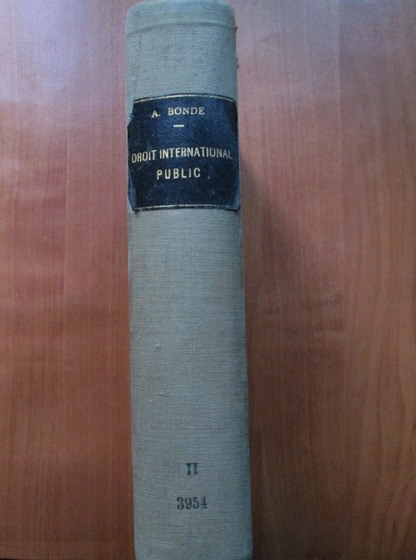 A. BONDE
DROIT INTERNATIONAL
PUBLIC
II
3954